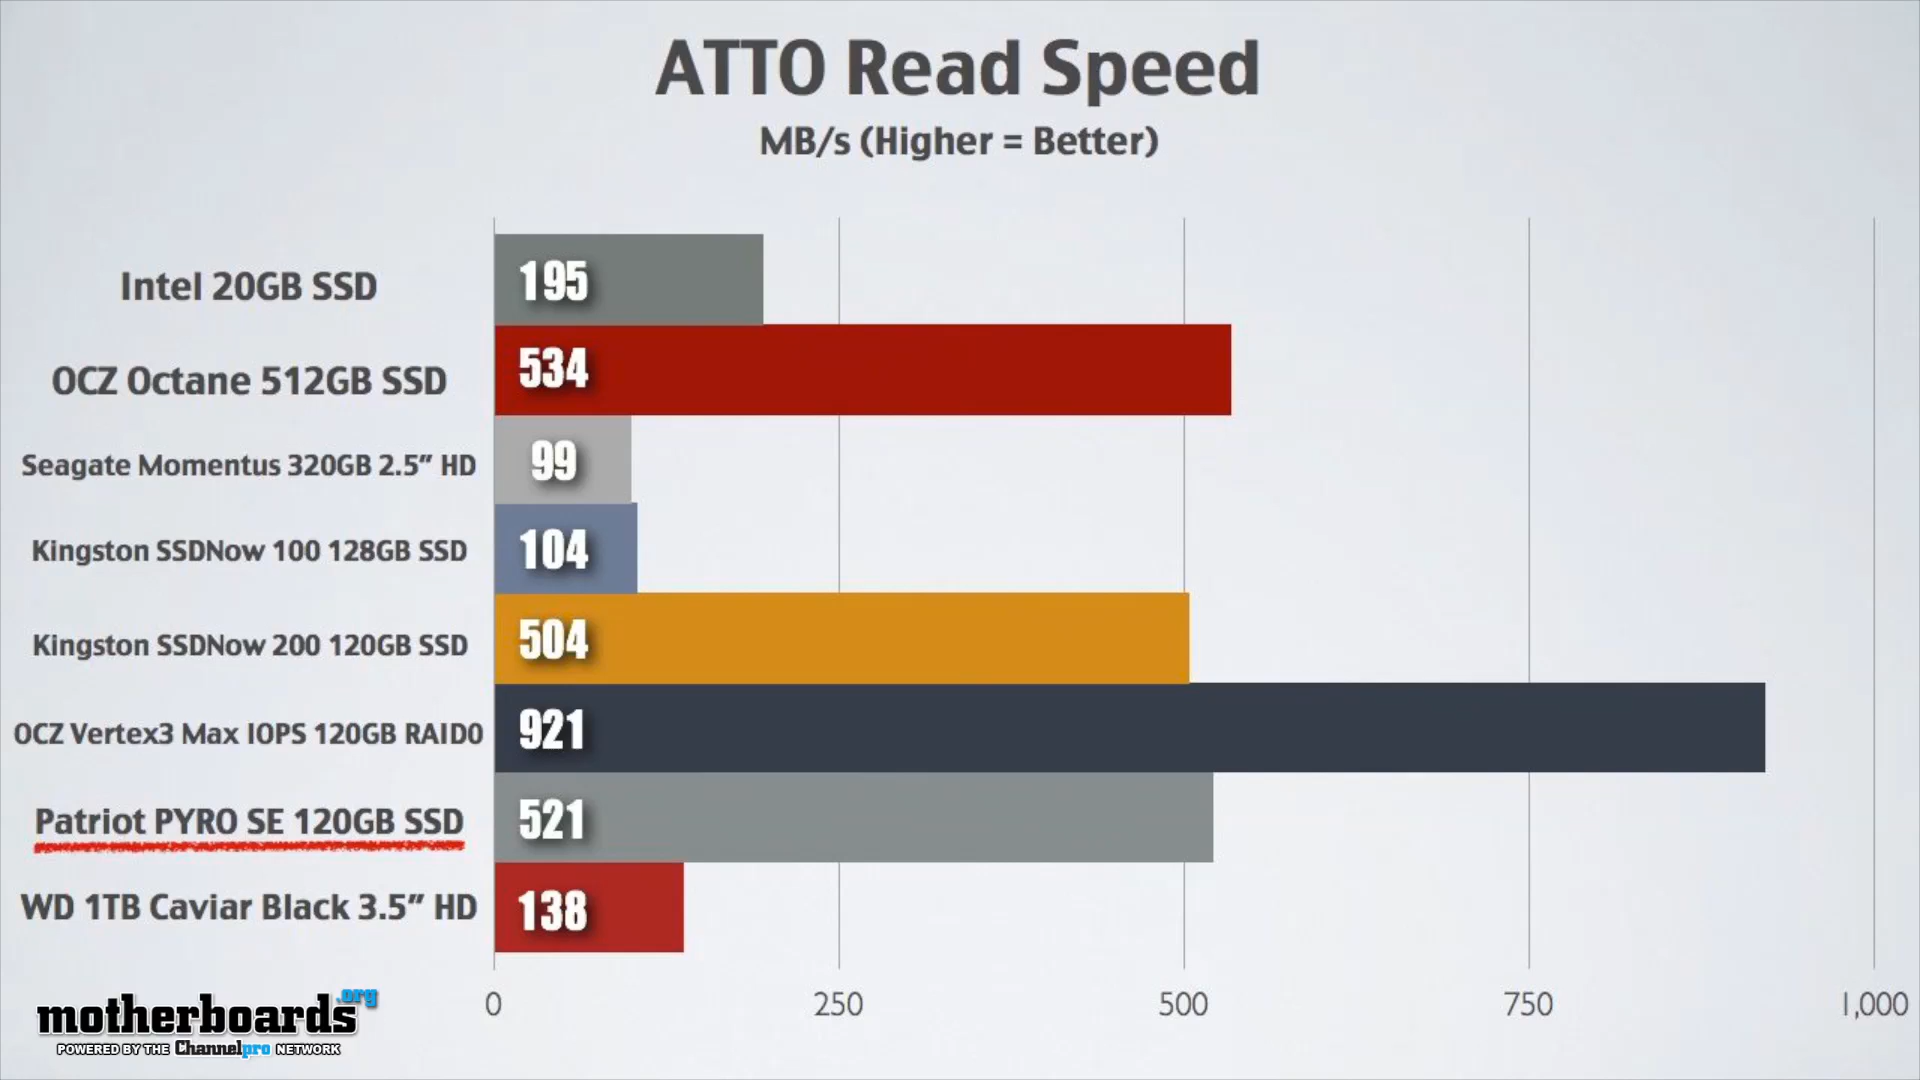 ATTO Read Speed
MB/s (Higher = Better)
Intel 20GB SSD 195
OCZ Octane 512GB SSD 534
Seagate Momentus 320GB 2.5” HD 99
Kingston SSDNow 100 128GB SSD 104
Kingston SSDNow 200 120GB SSD 504
OCZ Vertex3 Max IOPS 120GB RAID0 921
Patriot PYRO SE 120GB SSD 521
WD 1TB Caviar Black 3.5” HD 138
0 250 500 750 1,000
motherboards.org
POWERED BY THE Channelpro NETWORK